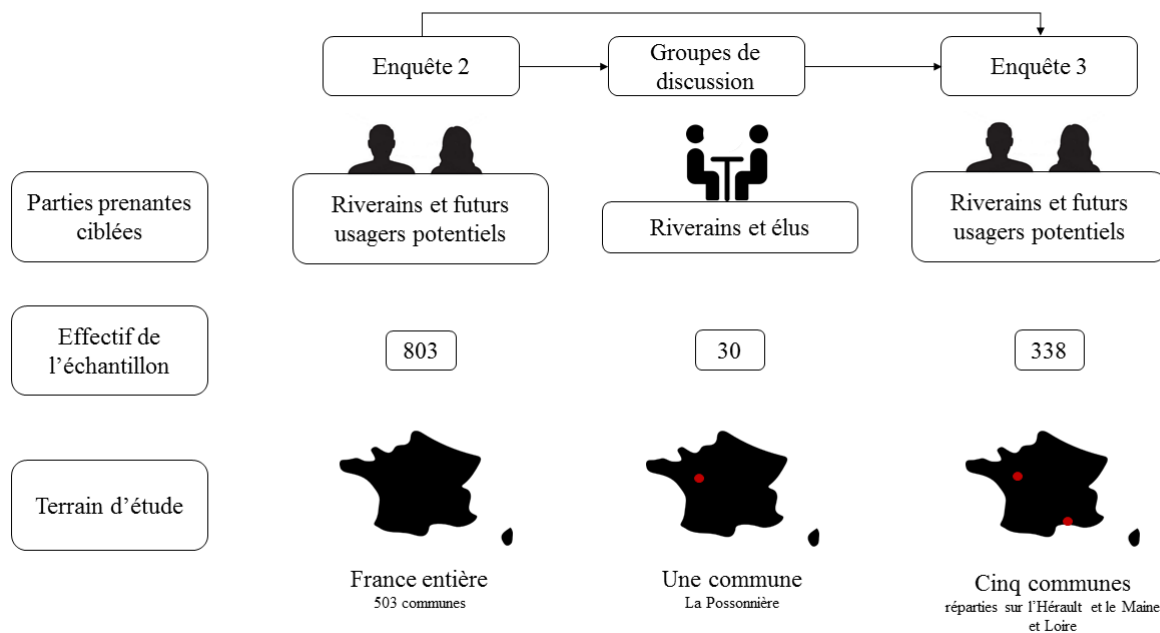 Enquête 2
Groupes de
discussion
Enquête 3
Parties prenantes
ciblées
Riverains et futurs
usagers potentiels
Riverains et élus
Riverains et futurs
usagers potentiels
Effectif de
l'échantillon
803
30
338
Terrain d'étude
France entière
503 communes
Une commune
La Possonnière
Cinq communes
réparties sur l'Hérault et le Maine
et Loire